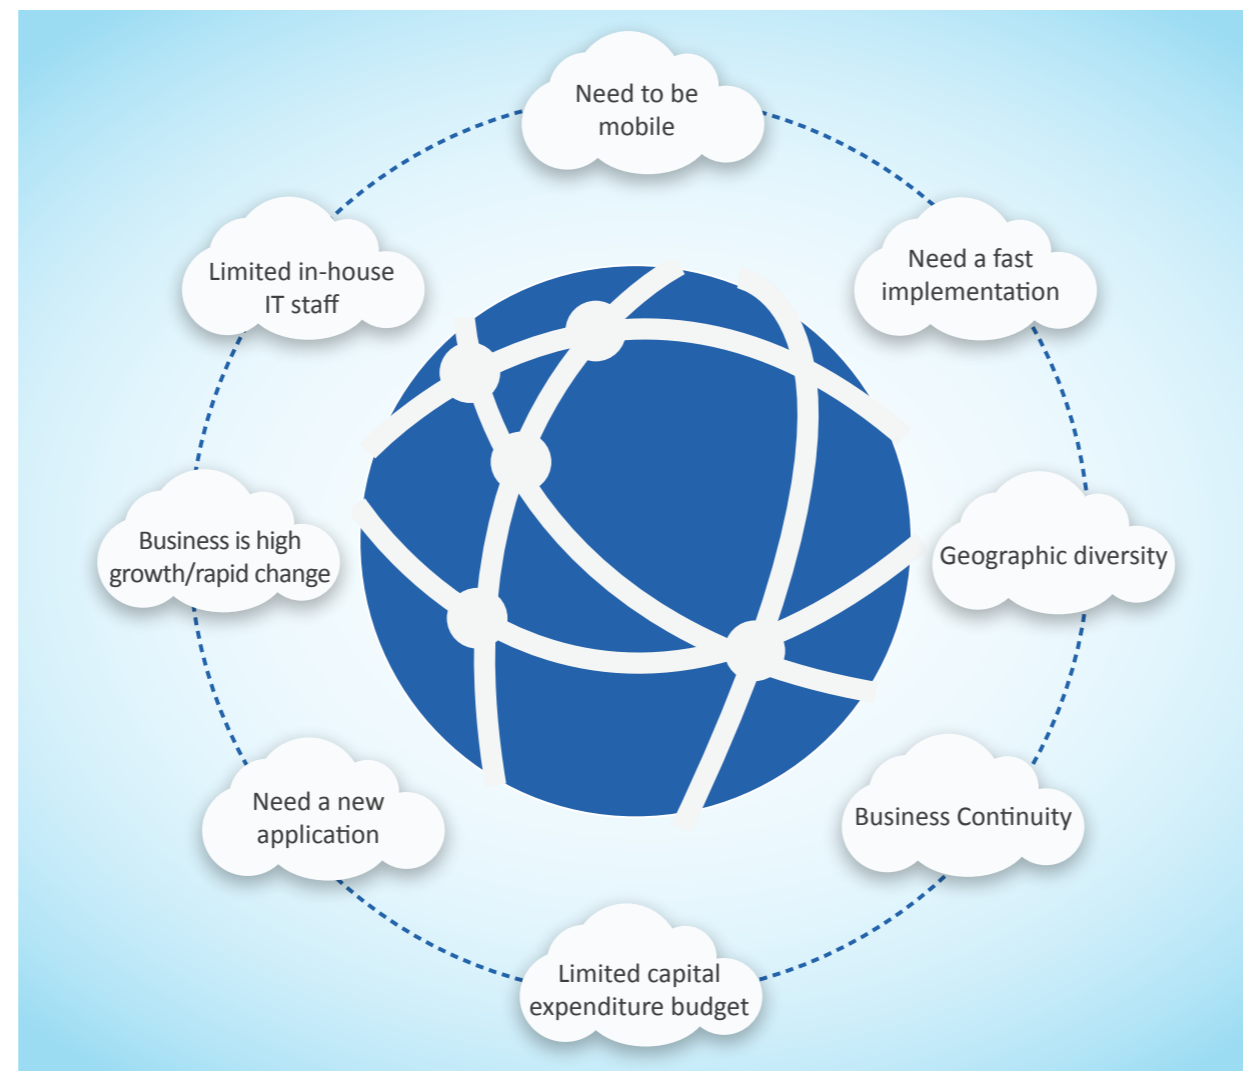 Need to be
mobile
Need a fast
implementation
Geographic diversity
Business Continuity
Limited capital
expenditure budget
Need a new
application
Business is high
growth/rapid change
Limited in-house
IT staff